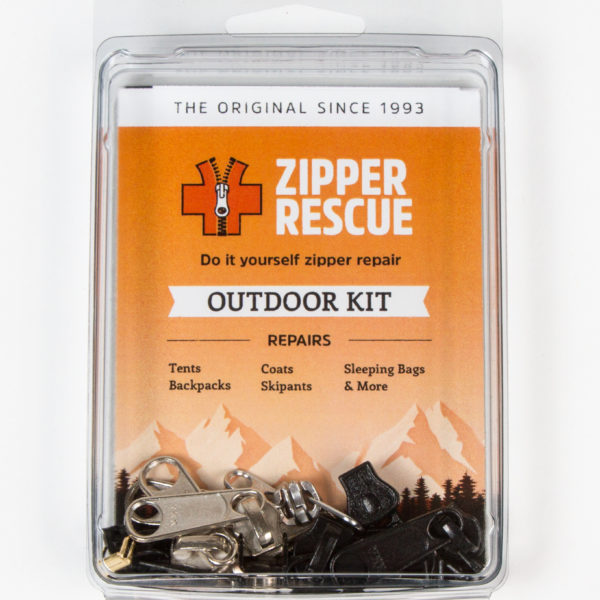 THE ORIGINAL SINCE 1993
ZIPPER
RESCUE
Do it yourself zipper repair
OUTDOOR KIT
REPAIRS
Tents Coats Sleeping Bags
Backpacks Skipants & More